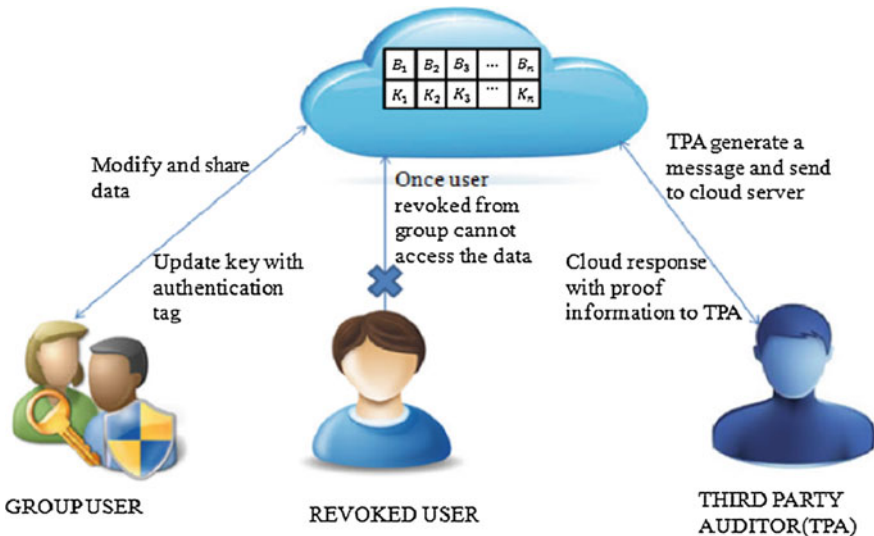 B1 B2 B3 ... Bn
K1 K2 K3 ... Kn
Modify and share
data
Update key with
authentication
tag
Once user
revoked from
group cannot
access the data
TPA generate a
message and send
to cloud server
Cloud response
with proof
information to TPA
GROUP USER
REVOKED USER
THIRD PARTY
AUDITOR(TPA)